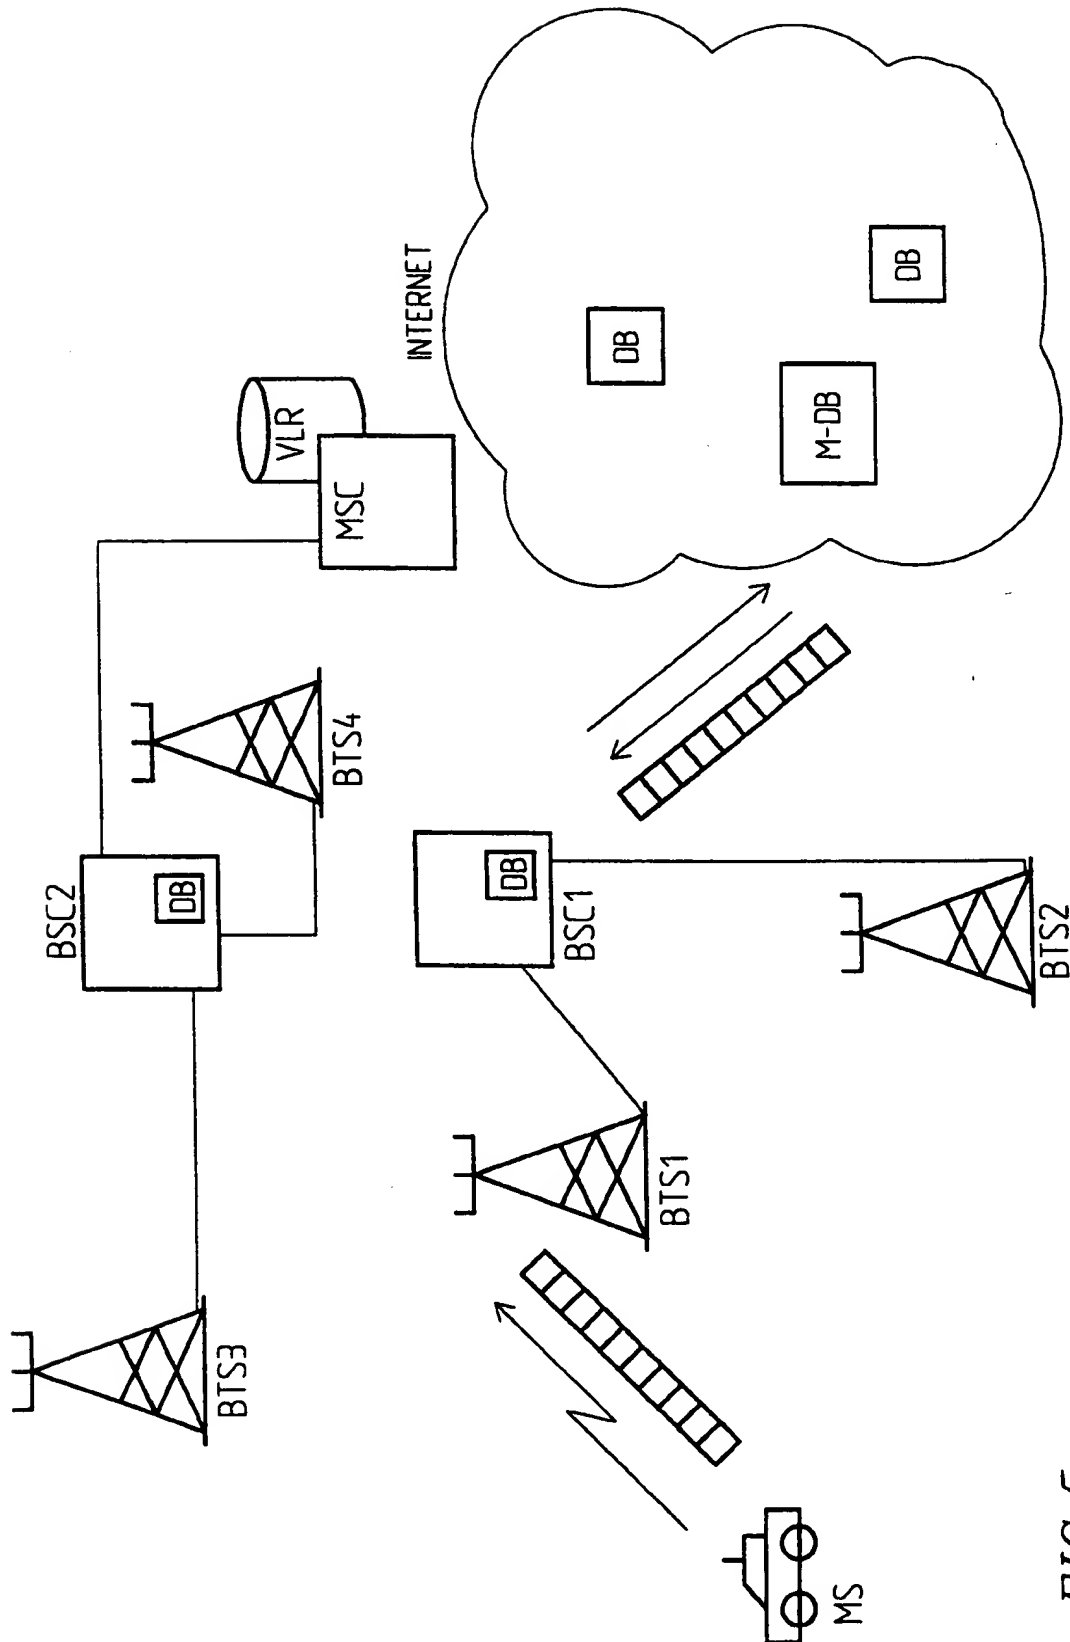 BTS3
BSC2
DB
BTS4
VLR
MSC
INTERNET
MS
BTS1
BSC1
DB
BTS2
DB
M-DB
DB